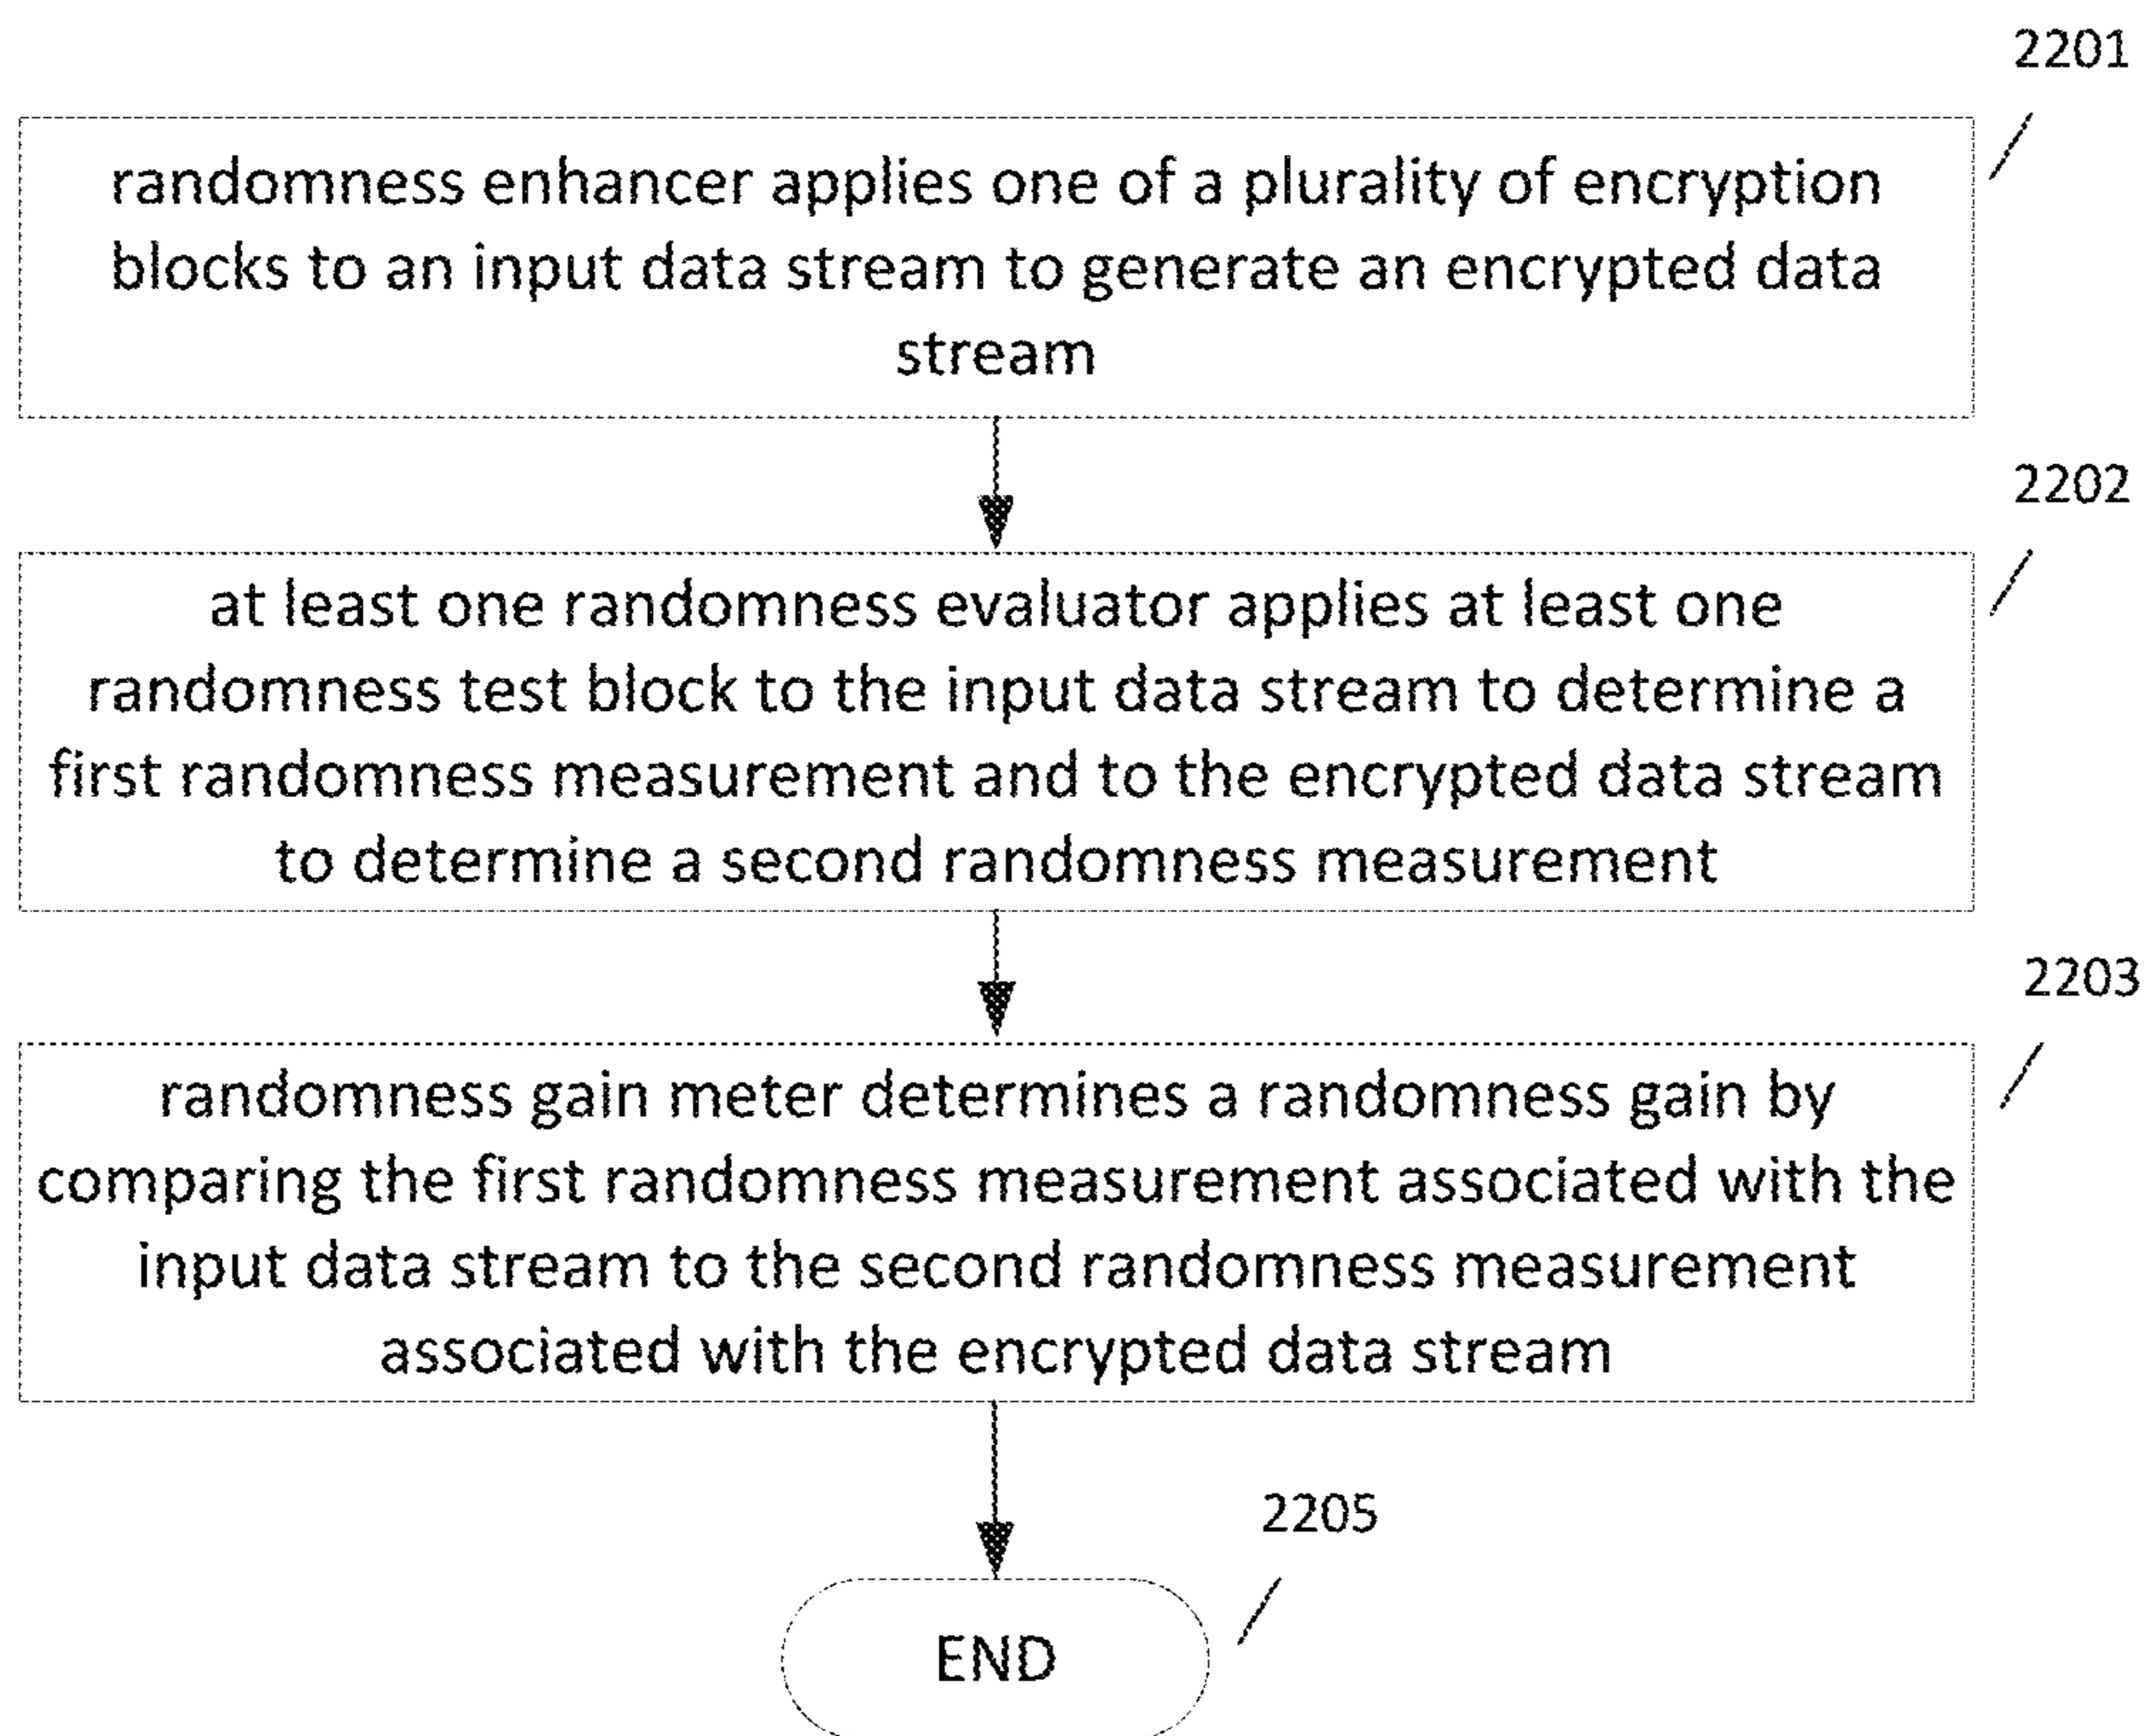 2201
randomness enhancer applies one of a plurality of encryption
blocks to an input data stream to generate an encrypted data
stream
2202
at least one randomness evaluator applies at least one
randomness test block to the input data stream to determine a
first randomness measurement and to the encrypted data stream
to determine a second randomness measurement
2203
randomness gain meter determines a randomness gain by
comparing the first randomness measurement associated with the
input data stream to the second randomness measurement
associated with the encrypted data stream
2205
END